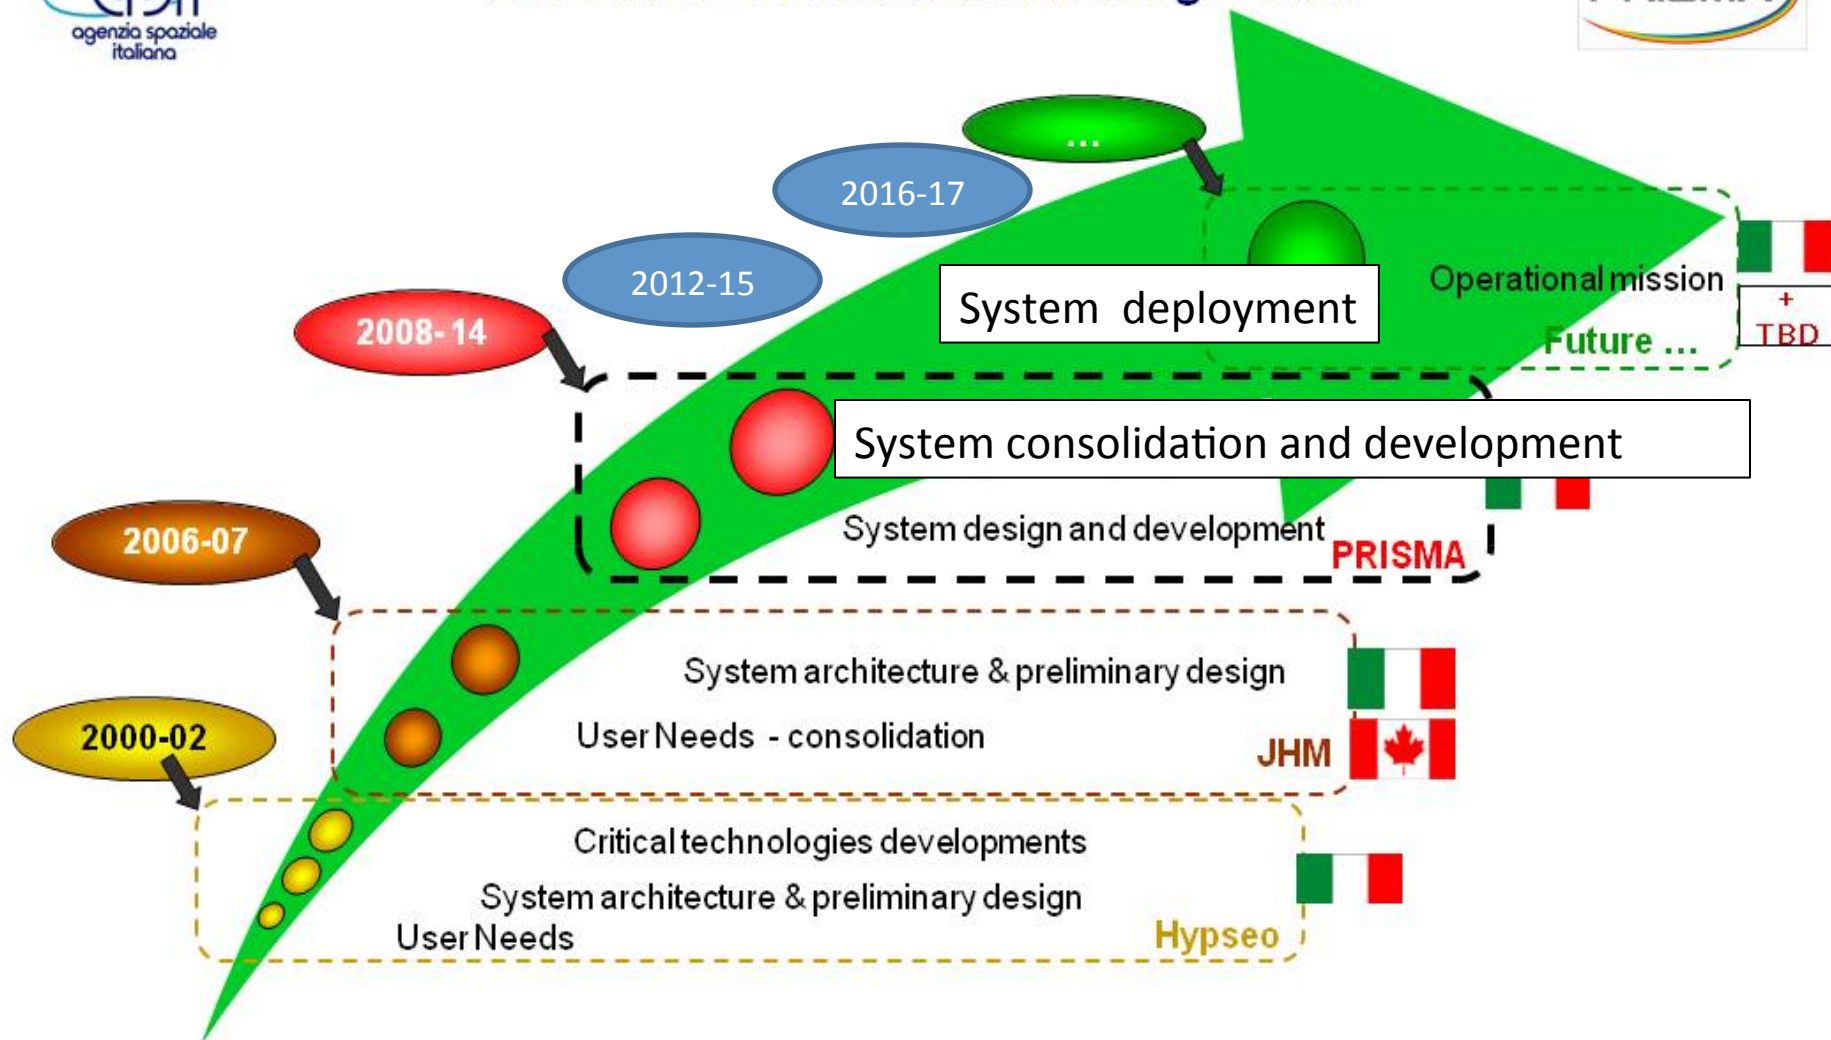 agenzia spaziale
italiana
...
2016-17
2012-15
2008-14
System deployment
Operational mission
Future ...
+
TBD
System consolidation and development
System design and development
PRISMA
2006-07
System architecture & preliminary design
User Needs - consolidation
JHM
2000-02
Critical technologies developments
System architecture & preliminary design
User Needs
Hypseo